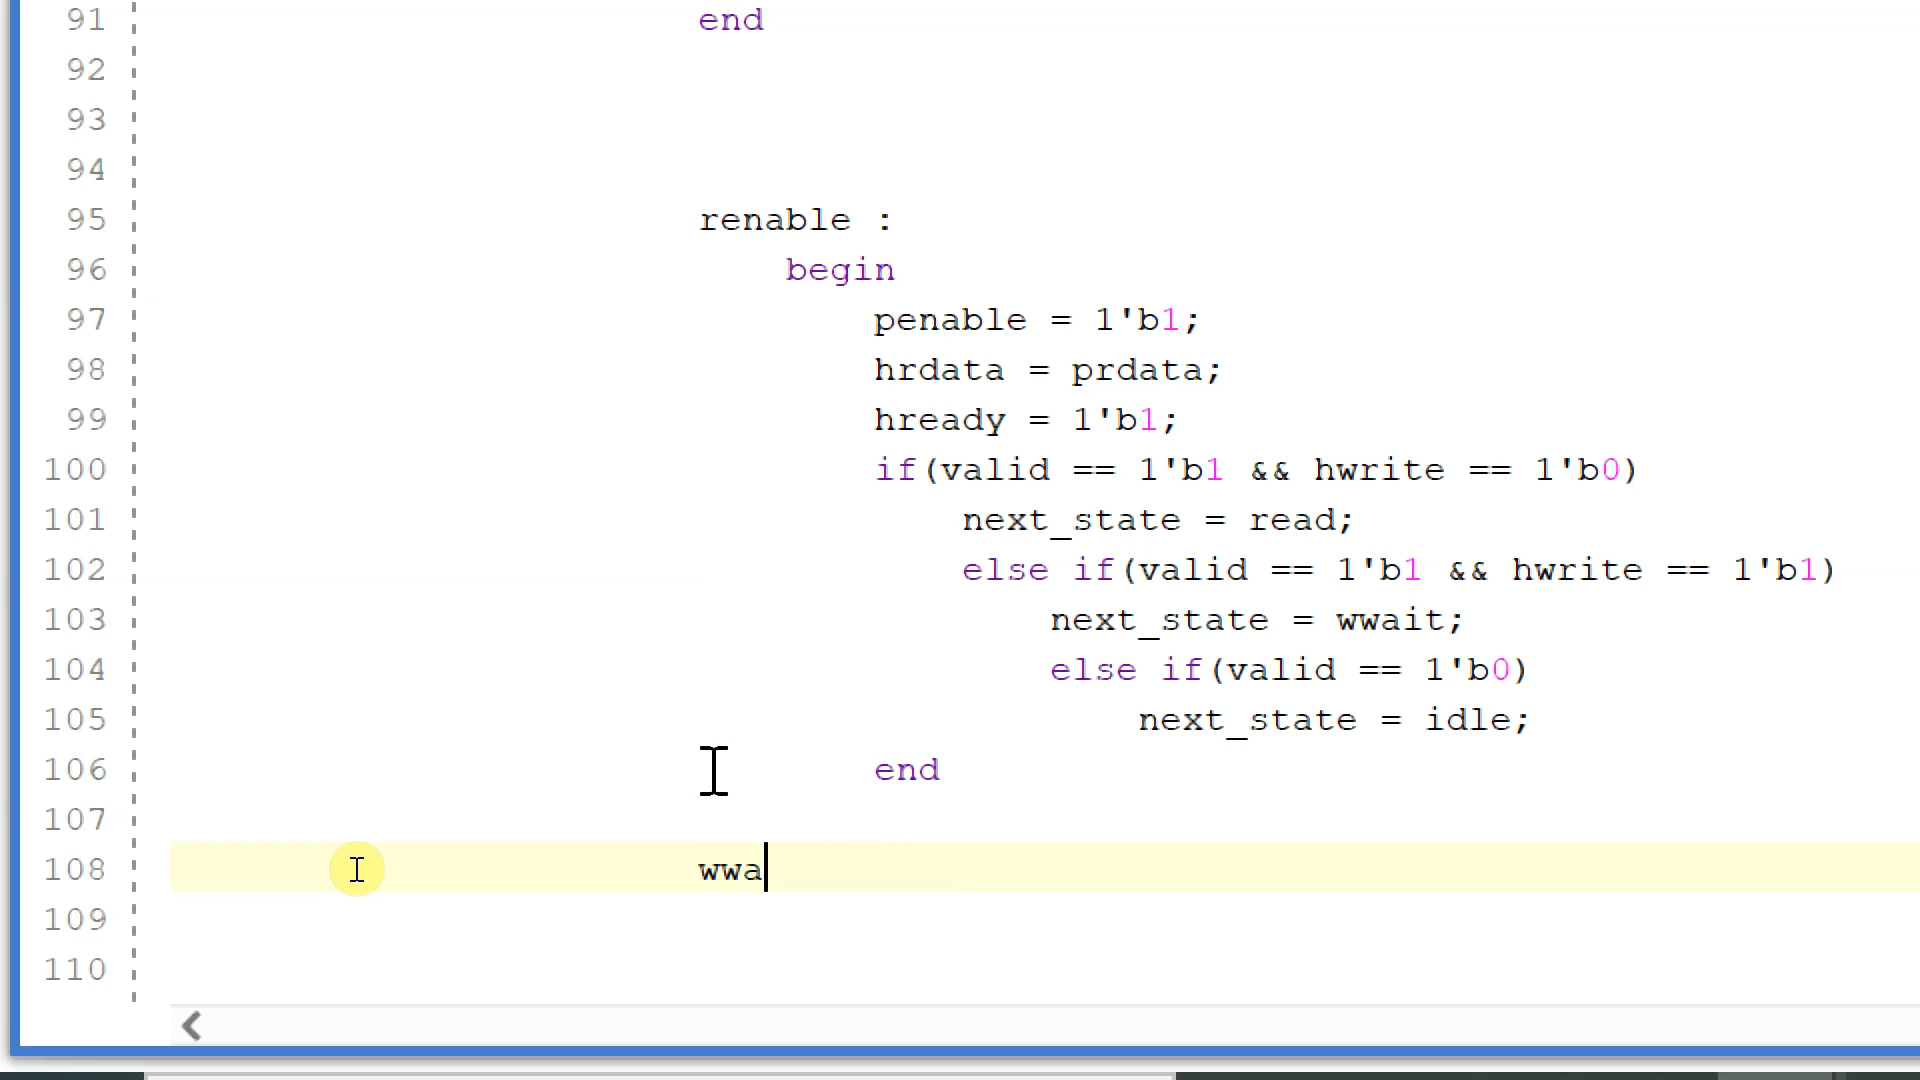 91 end
92
93
94
95 renable :
96 begin
97 penable = 1'b1;
98 hrdata = prdata;
99 hready = 1'b1;
100 if(valid == 1'b1 && hwrite == 1'b0)
101 next_state = read;
102 else if(valid == 1'b1 && hwrite == 1'b1)
103 next_state = wwait;
104 else if(valid == 1'b0)
105 next_state = idle;
106 end
107
108 wwa
109
110